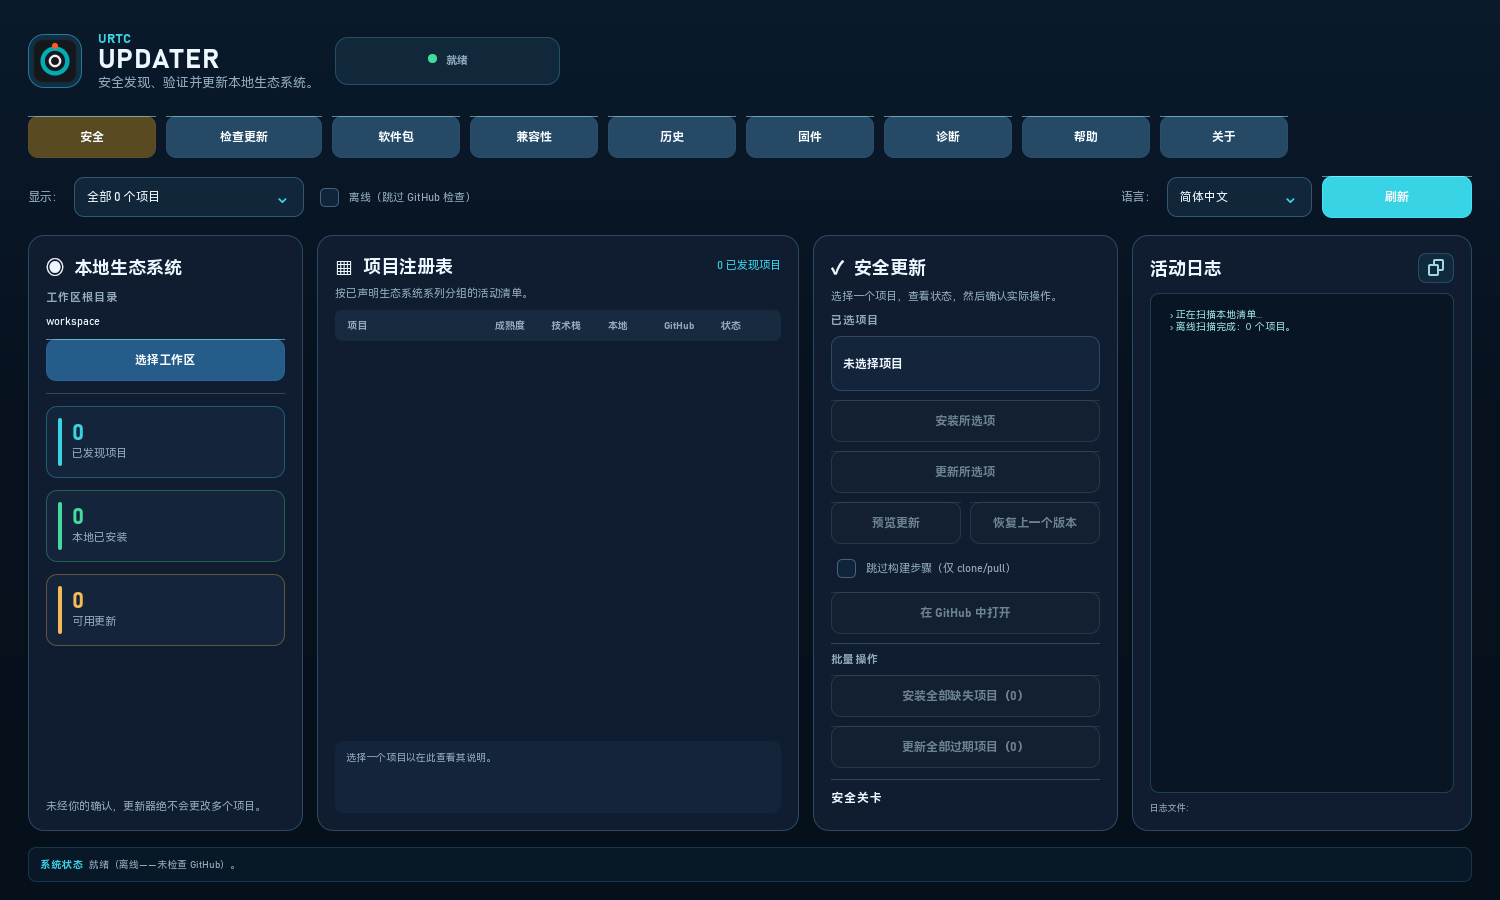 URTC
UPDATER
安全发现、验证并更新本地生态系统。
就绪
安全
检查更新
软件包
兼容性
历史
固件
诊断
帮助
关于
显示:
全部 0 个项目
离线（跳过 GitHub 检查）
语言:
简体中文
刷新
本地生态系统
工作区根目录
workspace
选择工作区
0
已发现项目
0
本地已安装
0
可用更新
未经你的确认，更新器绝不会更改多个项目。
项目注册表
0 已发现项目
按已声明生态系统系列分组的活动清单。
项目 成熟度 技术栈 本地 GitHub 状态
选择一个项目以在此查看其说明。
安全更新
选择一个项目，查看状态，然后确认实际操作。
已选项目
未选择项目
安装所选项
更新所选项
预览更新
恢复上一个版本
跳过构建步骤（仅 clone/pull）
在 GitHub 中打开
批量操作
安装全部缺失项目（0）
更新全部过期项目（0）
安全关卡
活动日志
› 正在扫描本地清单…
› 离线扫描完成：0 个项目。
日志文件:
系统状态 就绪（离线——未检查 GitHub）。